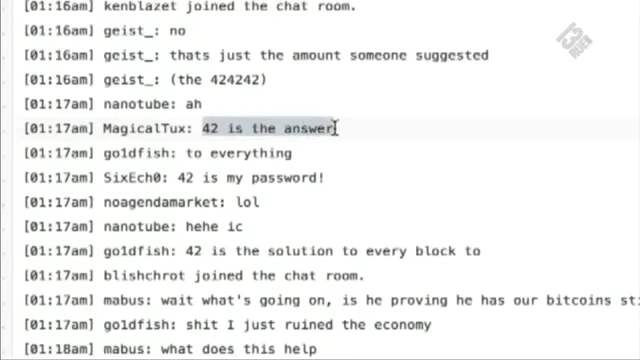 [01:16am] kenblazet joined the chat room.
[01:16am] geist_: no
[01:16am] geist_: thats just the amount someone suggested
[01:16am] geist_: (the 424242)
[01:17am] nanotube: ah
[01:17am] MagicalTux: 42 is the answer
[01:17am] go1dfish: to everything
[01:17am] SixEch0: 42 is my password!
[01:17am] noagendamarket: lol
[01:17am] nanotube: hehe ic
[01:17am] go1dfish: 42 is the solution to every block to
[01:17am] blishchrot joined the chat room.
[01:17am] mabus: wait what's going on, is he proving he has our bitcoins sti
[01:17am] go1dfish: shit I just ruined the economy
[01:18am] mabus: what does this help